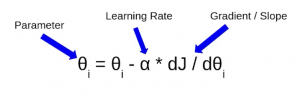 Learning Rate
Gradient / Slope
Parameter
θi = θi - α * dJ / dθi